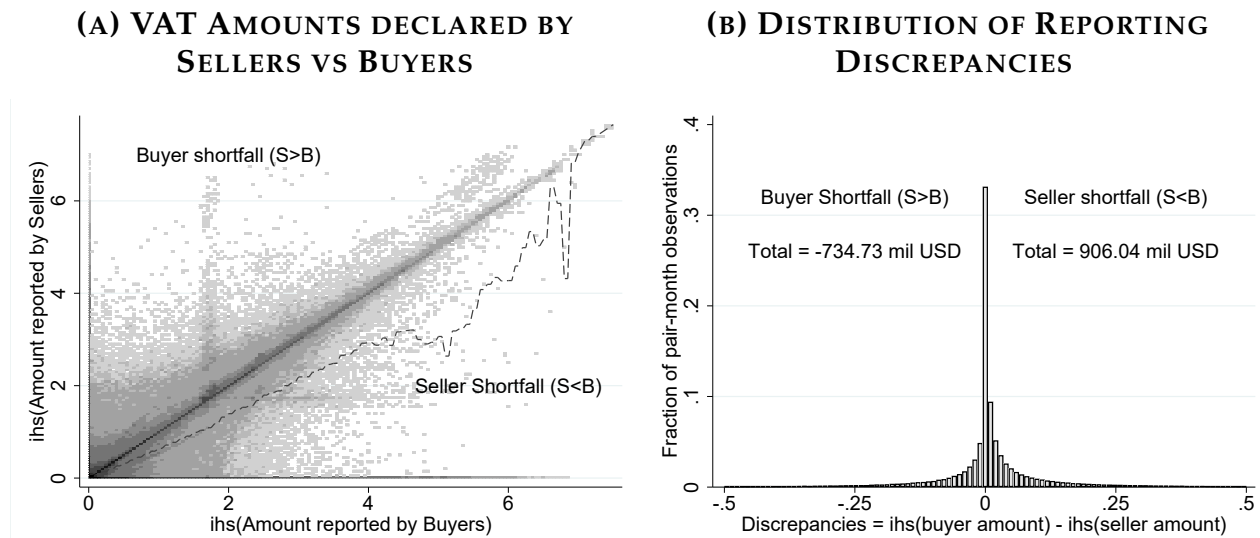 (A) VAT AMOUNTS DECLARED BY
SELLERS VS BUYERS
Buyer shortfall (S>B)
Seller Shortfall (S<B)
ihs(Amount reported by Sellers)
6
4
2
0
0 2 4 6
ihs(Amount reported by Buyers)
(B) DISTRIBUTION OF REPORTING
DISCREPANCIES
Buyer Shortfall (S>B)
Total = -734.73 mil USD
Seller shortfall (S<B)
Total = 906.04 mil USD
Fraction of pair-month observations
.4
.3
.2
.1
0
-.5 -.25 0 .25 .5
Discrepancies = ihs(buyer amount) - ihs(seller amount)